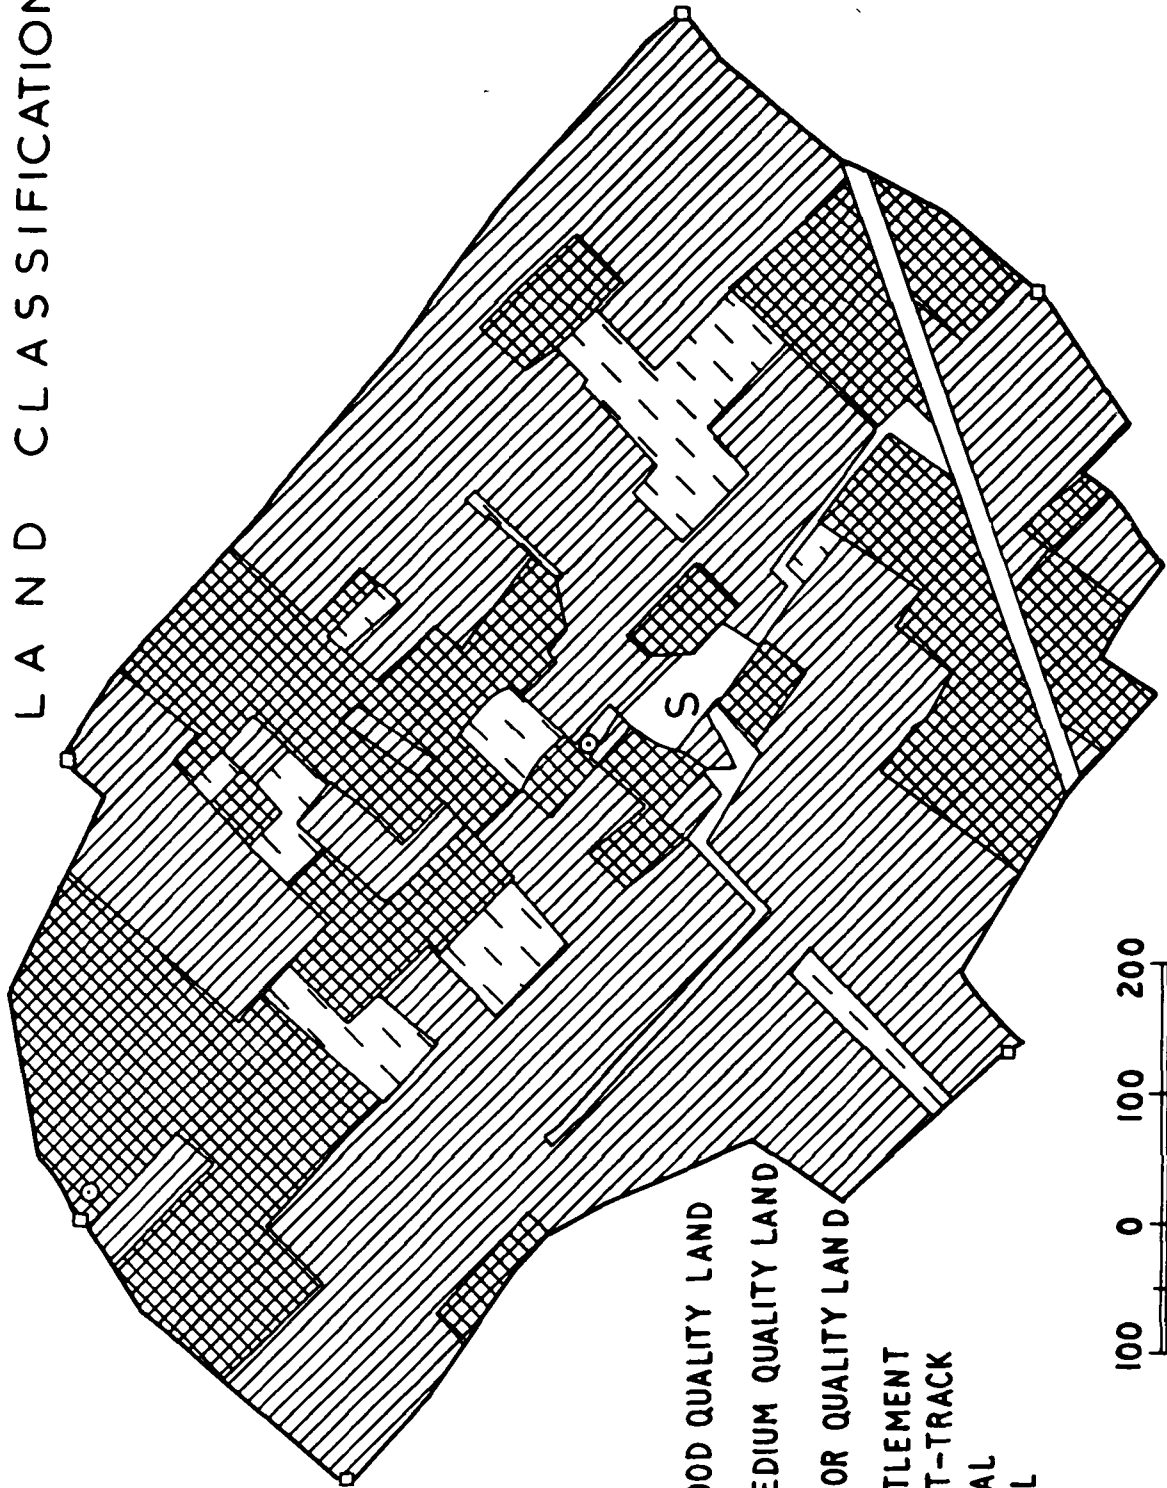 LAND CLASSIFICATION
S
OOD QUALITY LAND
EDIUM QUALITY LAND
OR QUALITY LAND
TLEMENT
T-TRACK
AL
L
100 0 100 200